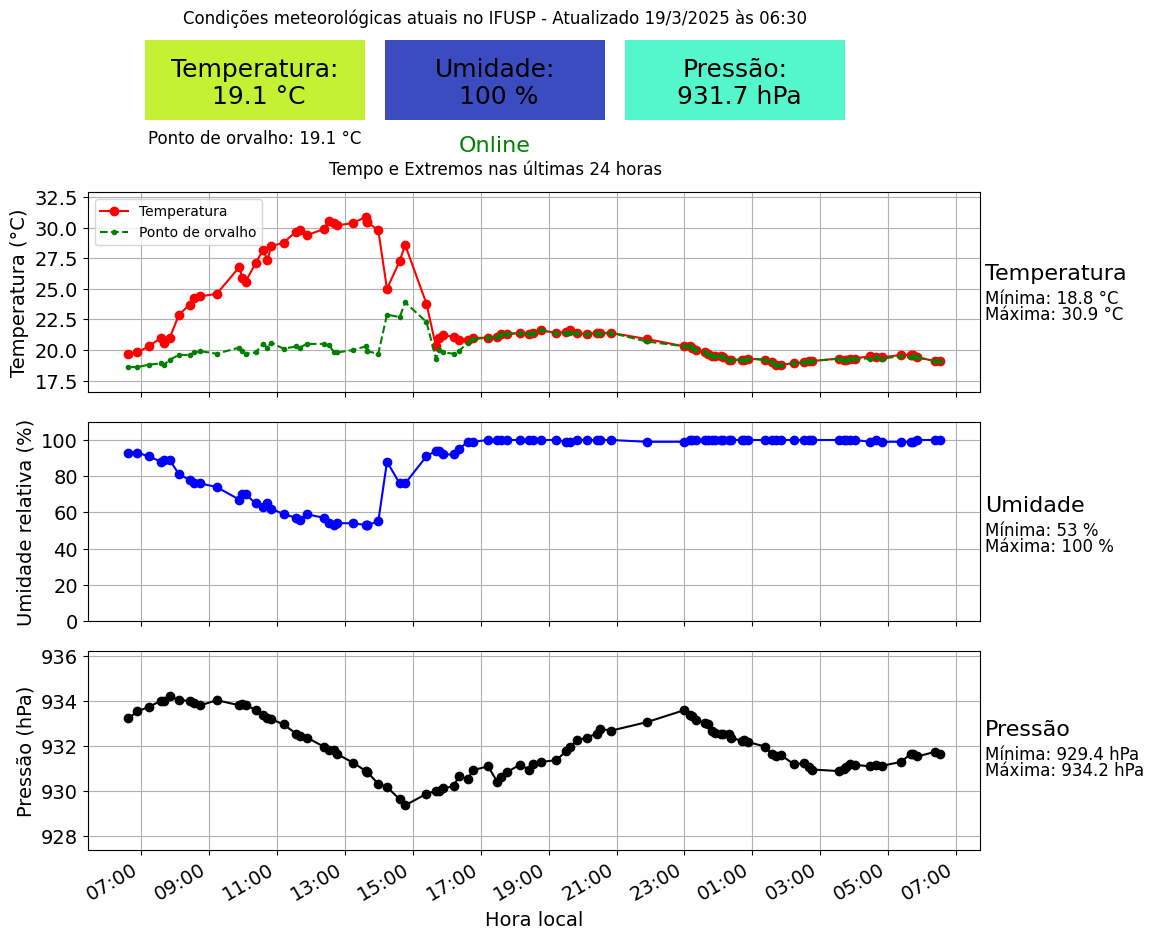 Condições meteorológicas atuais no IFUSP - Atualizado 19/3/2025 às 06:30
Temperatura:
19.1 °C
Umidade:
100 %
Pressão:
931.7 hPa
Ponto de orvalho: 19.1 °C
Online
Tempo e Extremos nas últimas 24 horas
Temperatura (°C)
32.5
30.0
27.5
25.0
22.5
20.0
17.5
Temperatura
Ponto de orvalho
Temperatura
Mínima: 18.8 °C
Máxima: 30.9 °C
Umidade relativa (%)
100
80
60
40
20
0
Umidade
Mínima: 53 %
Máxima: 100 %
Pressão (hPa)
936
934
932
930
928
Pressão
Mínima: 929.4 hPa
Máxima: 934.2 hPa
07:00 09:00 11:00 13:00 15:00 17:00 19:00 21:00 23:00 01:00 03:00 05:00 07:00
Hora local